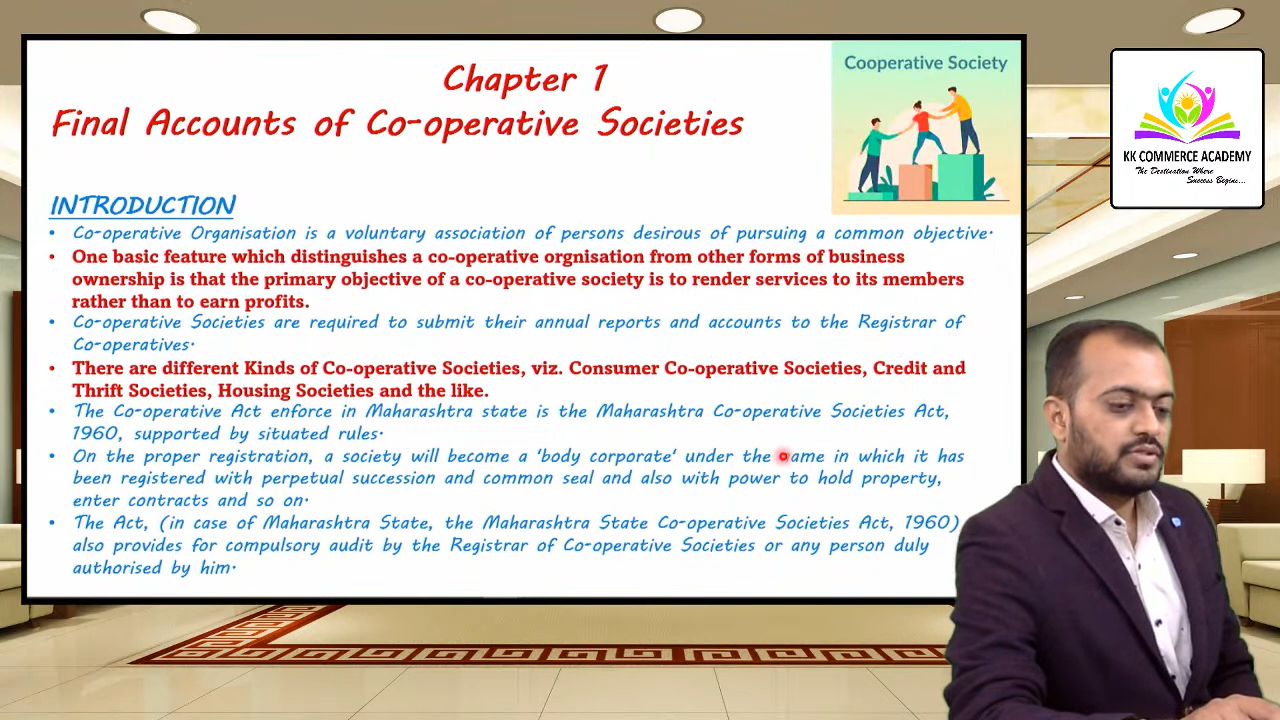 Chapter 1
Final Accounts of Co-operative Societies
Cooperative Society
KK COMMERCE ACADEMY
The Destination Where
Success Begins...
INTRODUCTION
• Co-operative Organisation is a voluntary association of persons desirous of pursuing a common objective.
• One basic feature which distinguishes a co-operative orgnisation from other forms of business
ownership is that the primary objective of a co-operative society is to render services to its members
rather than to earn profits.
• Co-operative Societies are required to submit their annual reports and accounts to the Registrar of
Co-operatives.
• There are different Kinds of Co-operative Societies, viz. Consumer Co-operative Societies, Credit and
Thrift Societies, Housing Societies and the like.
• The Co-operative Act enforce in Maharashtra state is the Maharashtra Co-operative Societies Act,
1960, supported by situated rules.
• On the proper registration, a society will become a 'body corporate' under the ame in which it has
been registered with perpetual succession and common seal and also with power to hold property,
enter contracts and so on.
• The Act, (in case of Maharashtra State, the Maharashtra State Co-operative Societies Act, 1960)
also provides for compulsory audit by the Registrar of Co-operative Societies or any person duly
authorised by him.